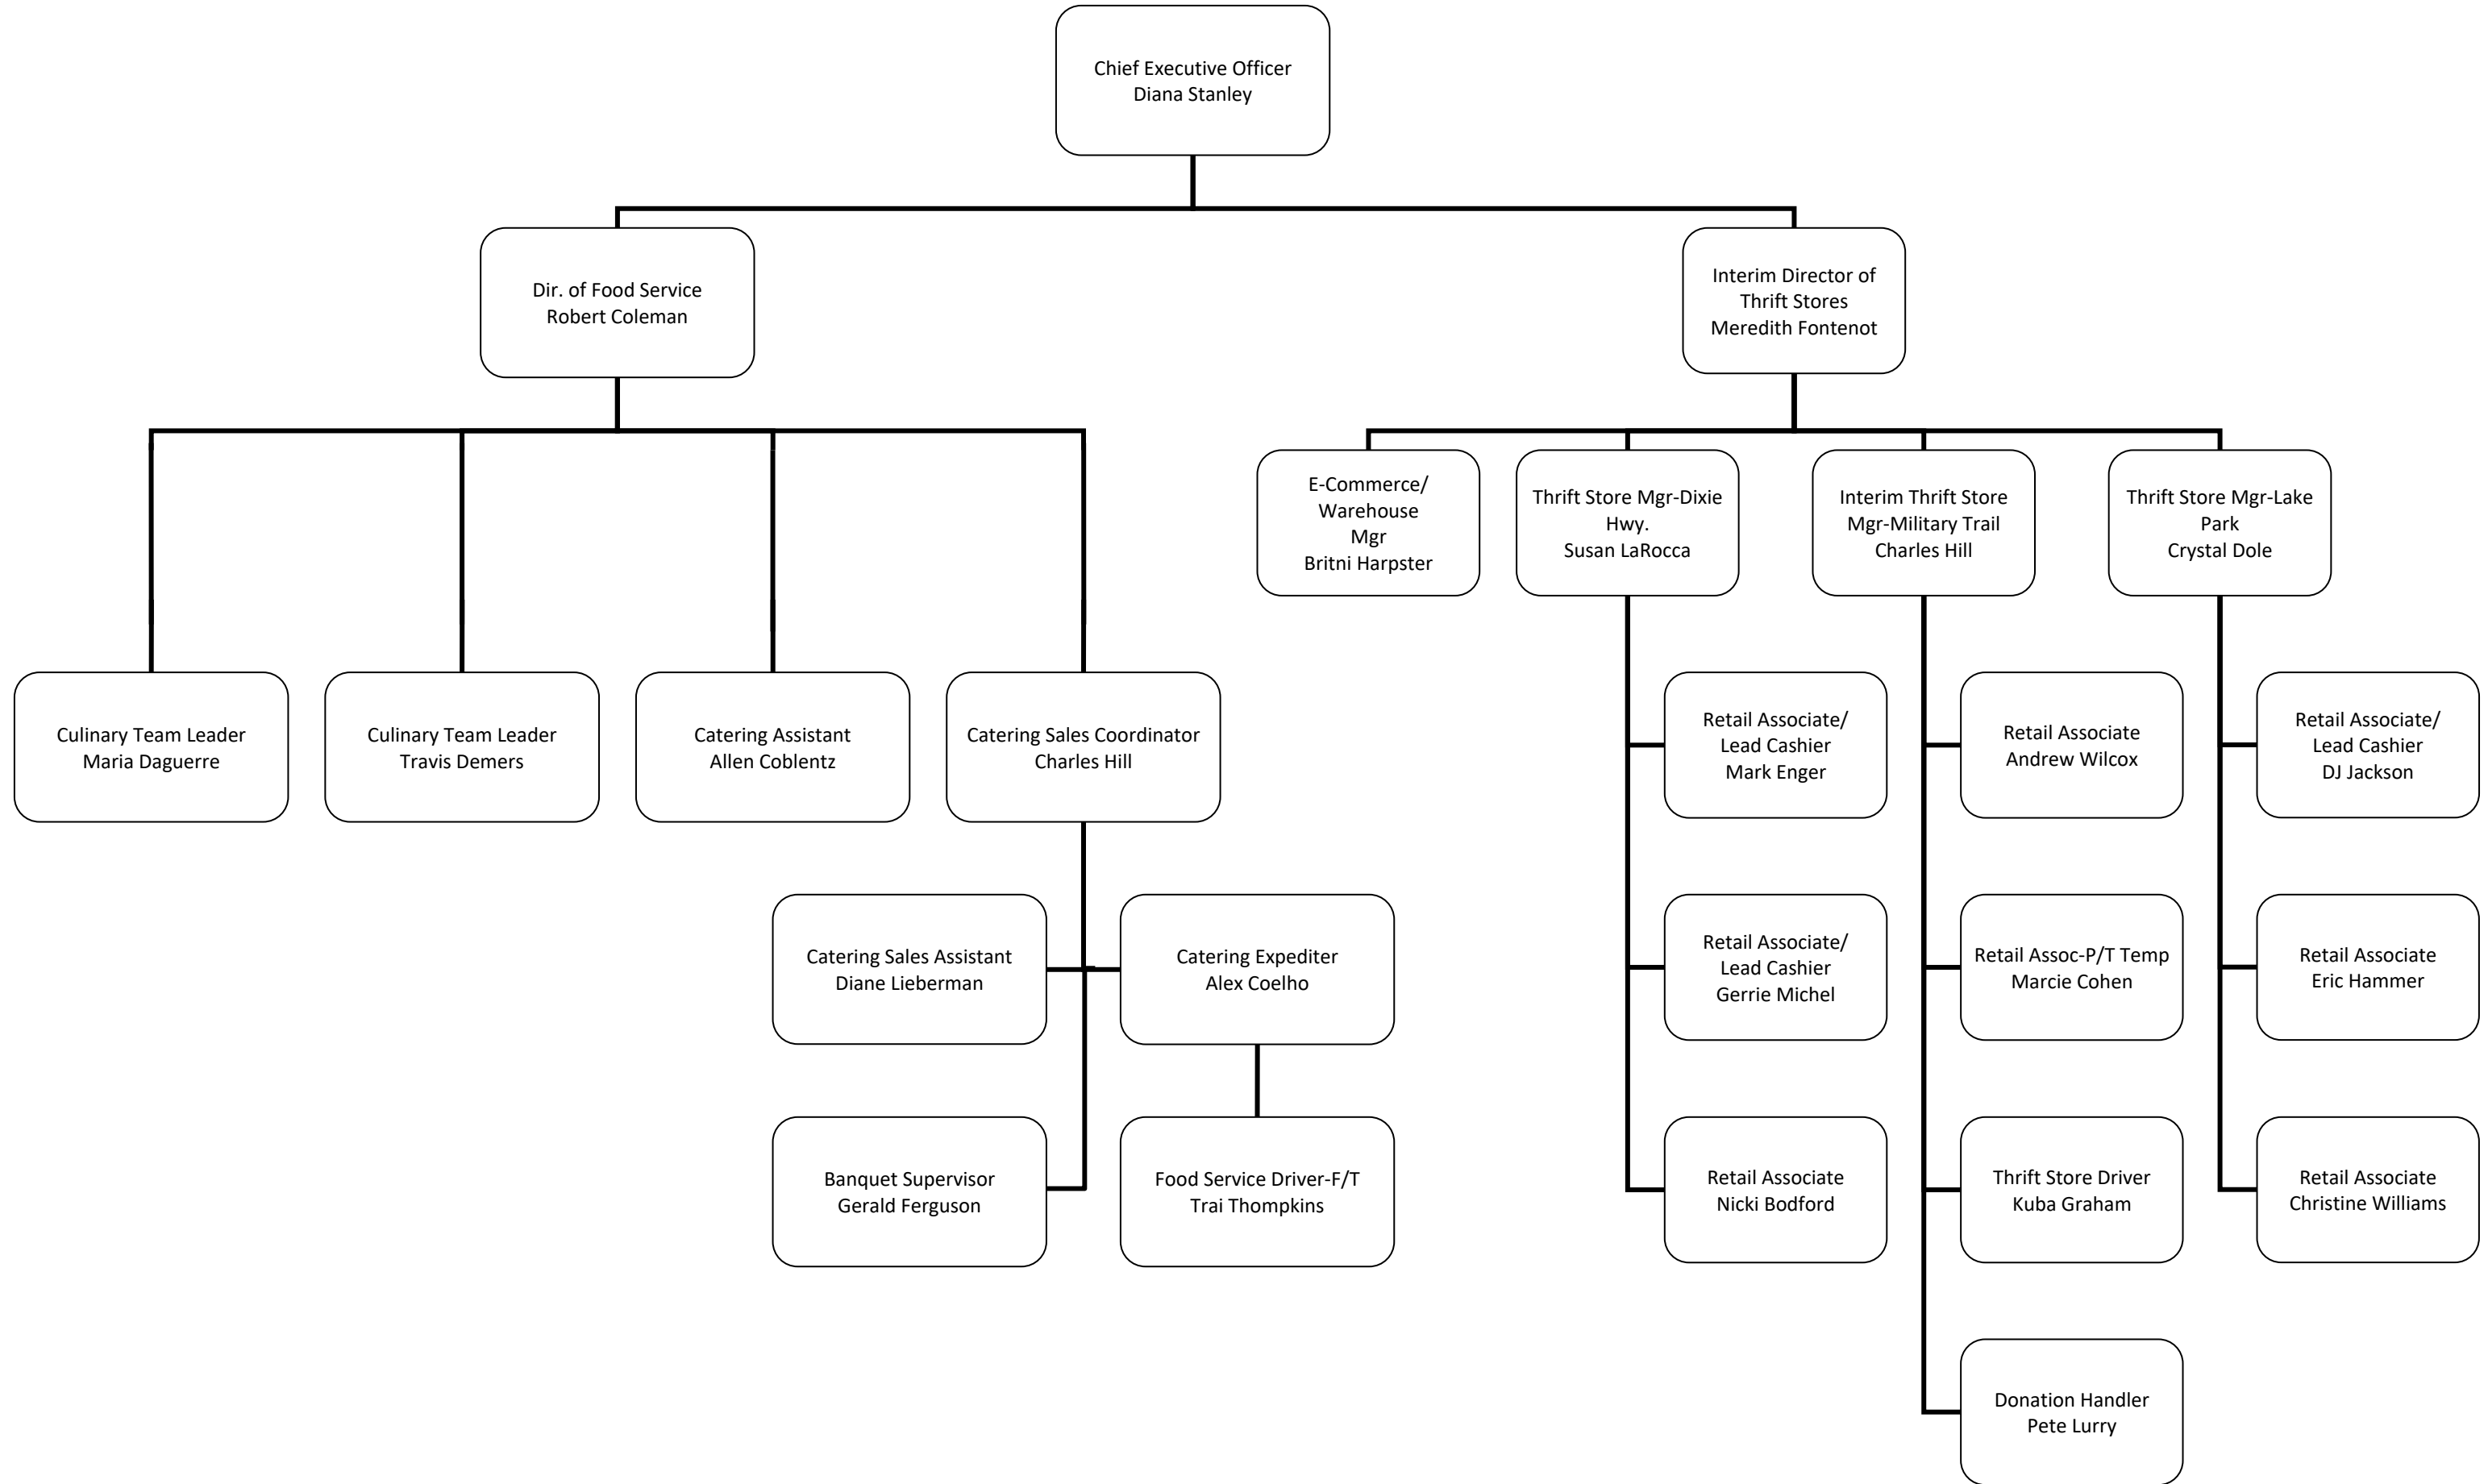 Chief Executive Officer
Diana Stanley
Dir. of Food Service
Robert Coleman
Interim Director of
Thrift Stores
Meredith Fontenot
E-Commerce/
Warehouse
Mgr
Britni Harpster
Thrift Store Mgr-Dixie
Hwy.
Susan LaRocca
Interim Thrift Store
Mgr-Military Trail
Charles Hill
Thrift Store Mgr-Lake
Park
Crystal Dole
Culinary Team Leader
Maria Daguerre
Culinary Team Leader
Travis Demers
Catering Assistant
Allen Coblentz
Catering Sales Coordinator
Charles Hill
Retail Associate/
Lead Cashier
Mark Enger
Retail Associate
Andrew Wilcox
Retail Associate/
Lead Cashier
DJ Jackson
Catering Sales Assistant
Diane Lieberman
Catering Expediter
Alex Coelho
Retail Associate/
Lead Cashier
Gerrie Michel
Retail Assoc-P/T Temp
Marcie Cohen
Retail Associate
Eric Hammer
Banquet Supervisor
Gerald Ferguson
Food Service Driver-F/T
Trai Thompkins
Retail Associate
Nicki Bodford
Thrift Store Driver
Kuba Graham
Retail Associate
Christine Williams
Donation Handler
Pete Lurry